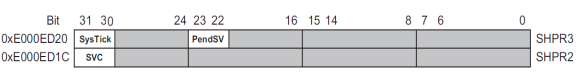 Bit 31 30 24 23 22 16 15 14 8 7 6 0
0xE000ED20 SysTick PendSV SHPR3
0xE000ED1C SVC SHPR2